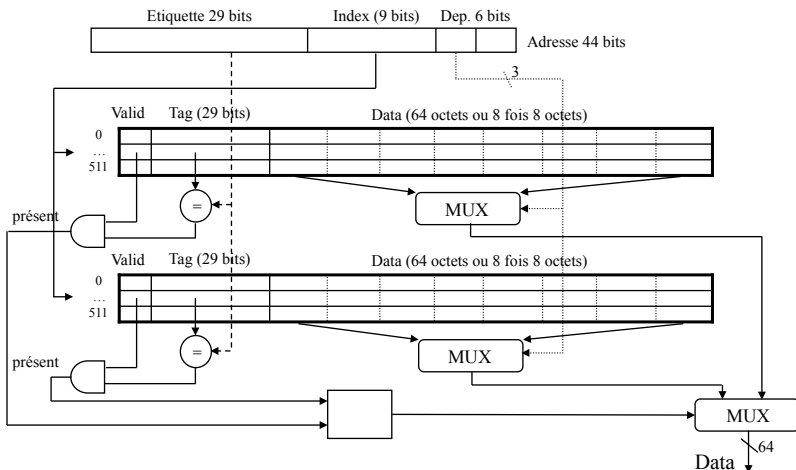 Etiquette 29 bits Index (9 bits) Dep. 6 bits
Adresse 44 bits
3
Valid Tag (29 bits) Data (64 octets ou 8 fois 8 octets)
0
...
511
=
MUX
présent
Valid Tag (29 bits) Data (64 octets ou 8 fois 8 octets)
0
...
511
=
MUX
présent
MUX
64
Data